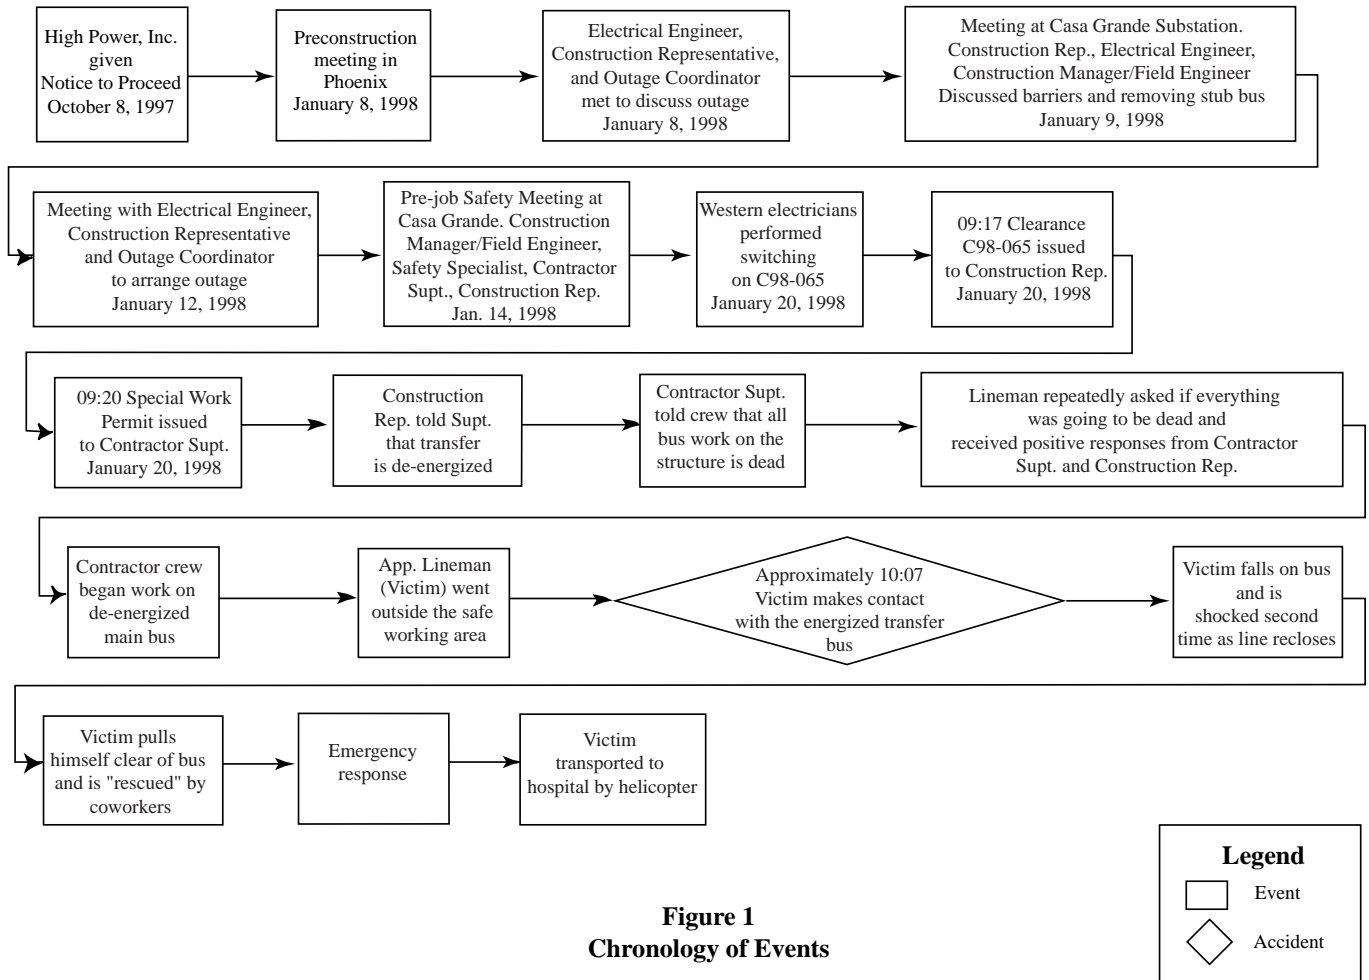 High Power, Inc.
given
Notice to Proceed
October 8, 1997
Preconstruction
meeting in
Phoenix
January 8, 1998
Electrical Engineer,
Construction Representative,
and Outage Coordinator
met to discuss outage
January 8, 1998
Meeting at Casa Grande Substation.
Construction Rep., Electrical Engineer,
Construction Manager/Field Engineer
Discussed barriers and removing stub bus
January 9, 1998
Meeting with Electrical Engineer,
Construction Representative
and Outage Coordinator
to arrange outage
January 12, 1998
Pre-job Safety Meeting at
Casa Grande. Construction
Manager/Field Engineer,
Safety Specialist, Contractor
Supt., Construction Rep.
Jan. 14, 1998
Western electricians
performed
switching
on C98-065
January 20, 1998
09:17 Clearance
C98-065 issued
to Construction Rep.
January 20, 1998
09:20 Special Work
Permit issued
to Contractor Supt.
January 20, 1998
Construction
Rep. told Supt.
that transfer
is de-energized
Contractor Supt.
told crew that all
bus work on the
structure is dead
Lineman repeatedly asked if everything
was going to be dead and
received positive responses from Contractor
Supt. and Construction Rep.
Contractor crew
began work on
de-energized
main bus
App. Lineman
(Victim) went
outside the safe
working area
Approximately 10:07
Victim makes contact
with the energized transfer
bus
Victim falls on bus
and is
shocked second
time as line recloses
Victim pulls
himself clear of bus
and is "rescued" by
coworkers
Emergency
response
Victim
transported to
hospital by helicopter
Legend
Event
Accident
Figure 1
Chronology of Events